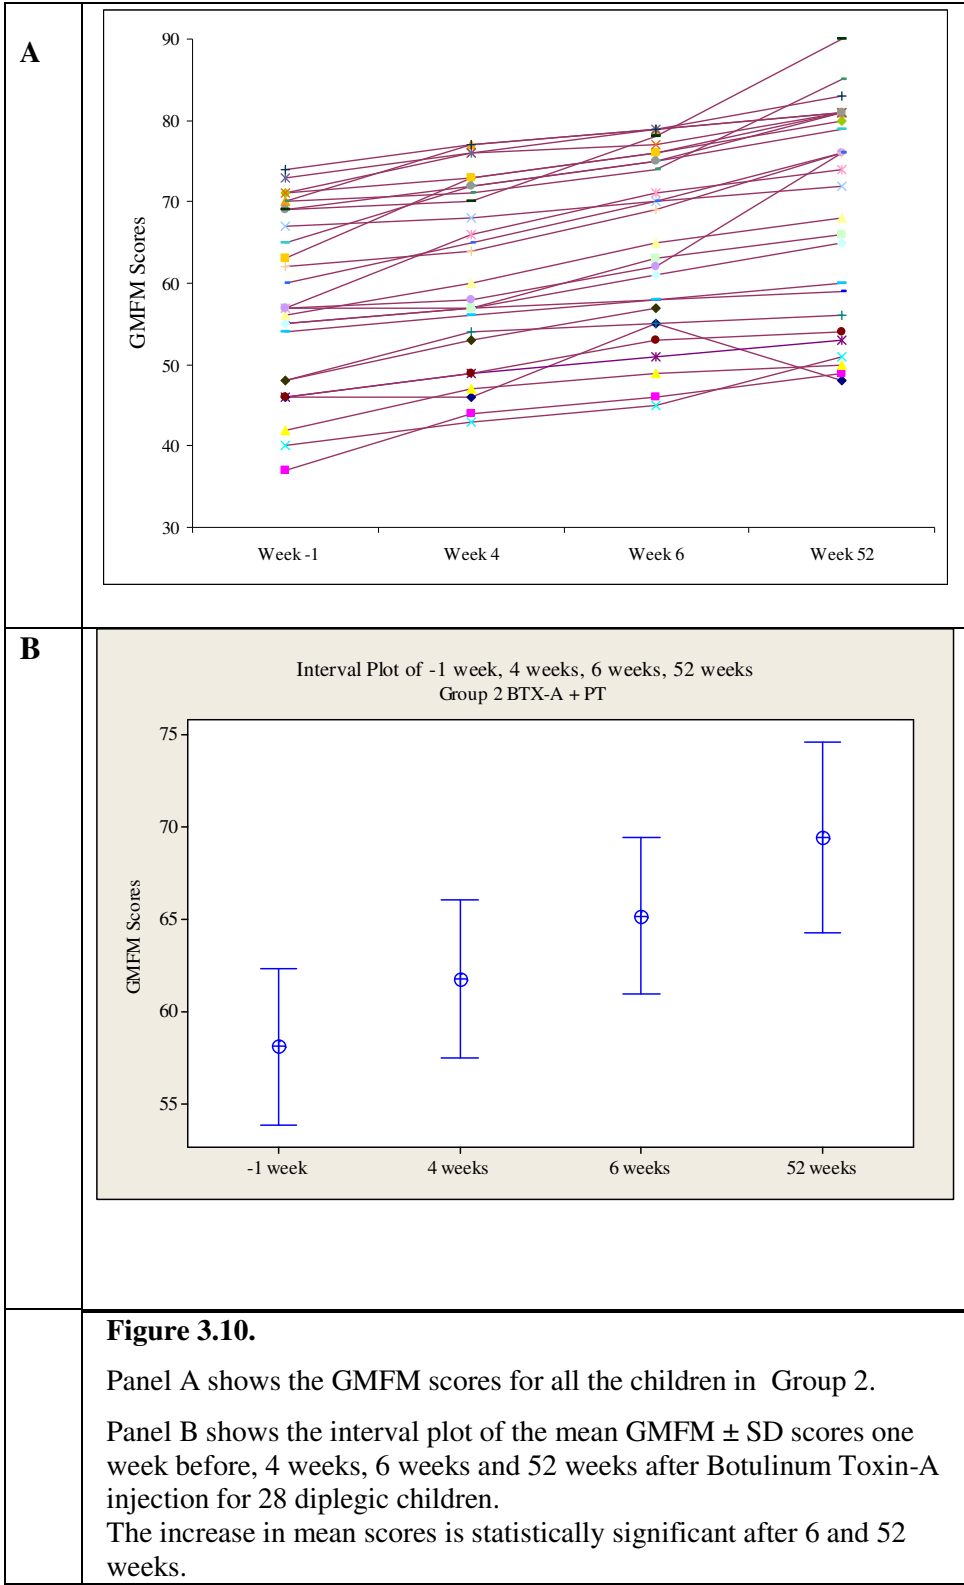 A
90
80
70
60
50
40
30
GMFM Scores
Week -1
Week 4
Week 6
Week 52
B
Interval Plot of -1 week, 4 weeks, 6 weeks, 52 weeks
Group 2 BTX-A + PT
75
70
65
60
55
GMFM Scores
-1 week
4 weeks
6 weeks
52 weeks
Figure 3.10.
Panel A shows the GMFM scores for all the children in Group 2.
Panel B shows the interval plot of the mean GMFM ± SD scores one
week before, 4 weeks, 6 weeks and 52 weeks after Botulinum Toxin-A
injection for 28 diplegic children.
The increase in mean scores is statistically significant after 6 and 52
weeks.